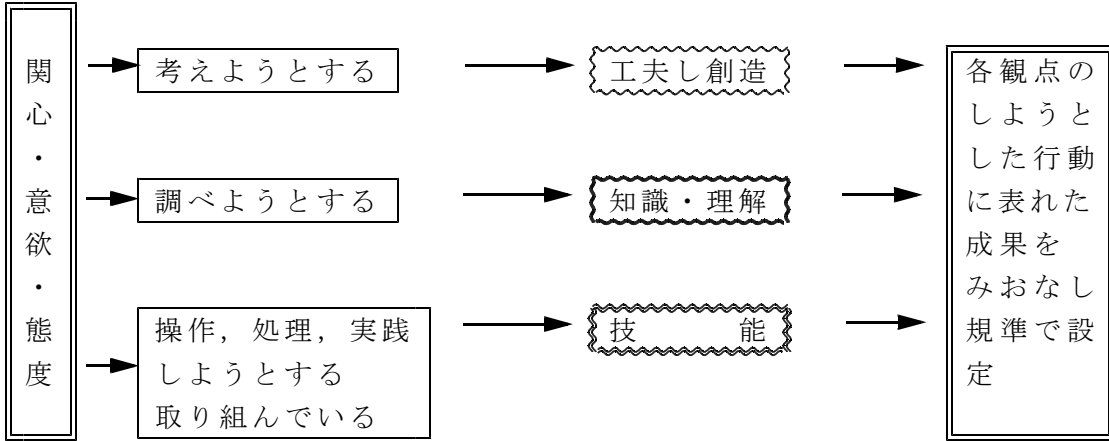 関心・意欲・態度
考えようとする
工夫し創造
調べようとする
知識・理解
操作，処理，実践
しようとする
取り組んでいる
技　　能
各観点の
しようと
した行動
に表れた
成果を
みおなし
規準で設
定